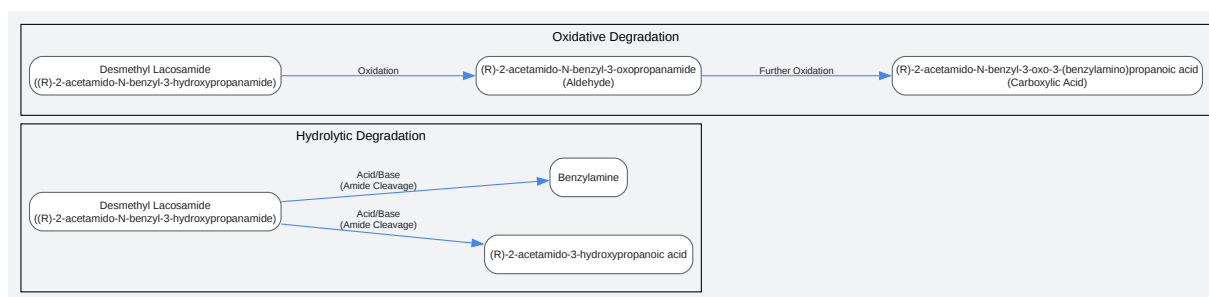 Oxidative Degradation
Desmethyl Lacosamide
((R)-2-acetamido-N-benzyl-3-hydroxypropanamide)
Oxidation
(R)-2-acetamido-N-benzyl-3-oxopropanamide
(Aldehyde)
Further Oxidation
(R)-2-acetamido-N-benzyl-3-oxo-3-(benzylamino)propanoic acid
(Carboxylic Acid)
Hydrolytic Degradation
Desmethyl Lacosamide
((R)-2-acetamido-N-benzyl-3-hydroxypropanamide)
Acid/Base
(Amide Cleavage)
Benzylamine
Acid/Base
(Amide Cleavage)
(R)-2-acetamido-3-hydroxypropanoic acid